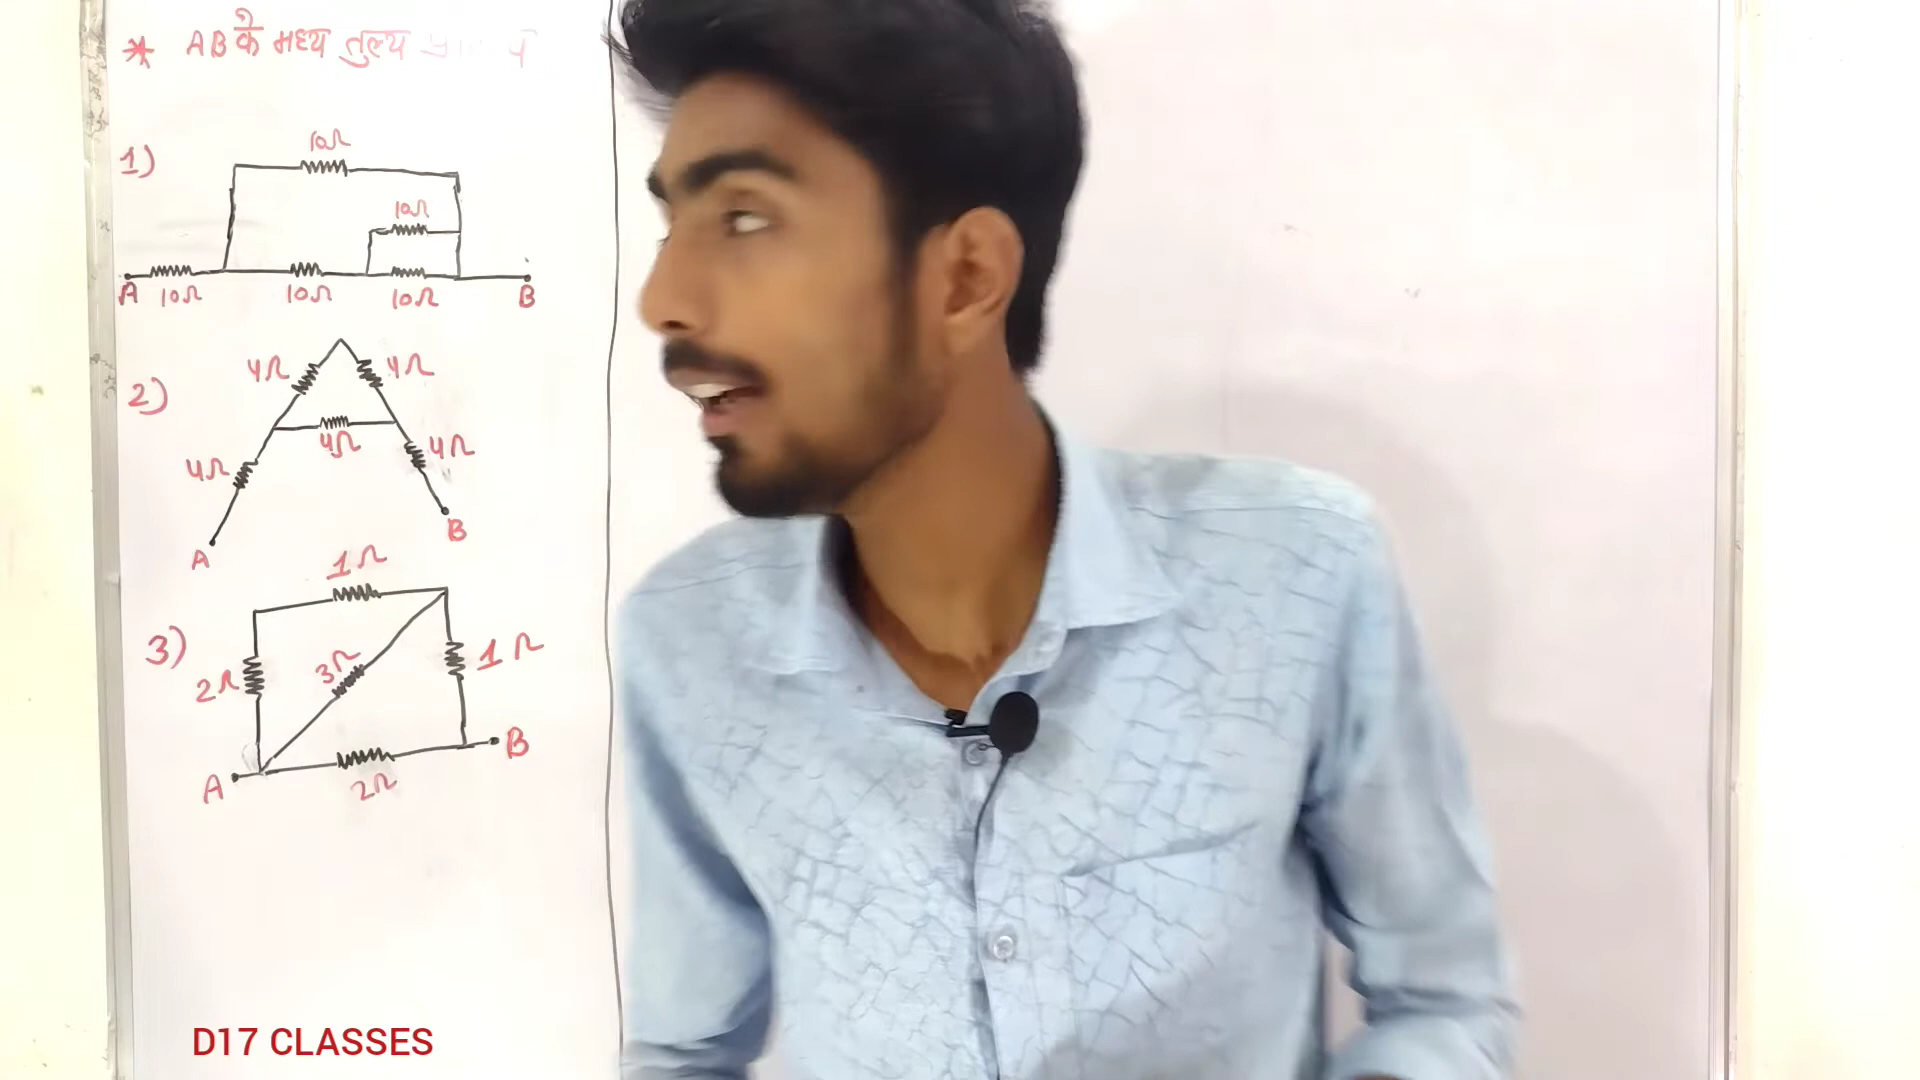 * AB के मध्य तुल्य
1)
10Ω
10Ω
A 10Ω 10Ω 10Ω B
2)
4Ω 4Ω
4Ω
4Ω 4Ω
A B
3)
1Ω
2Ω 3Ω 1Ω
A 2Ω B
D17 CLASSES